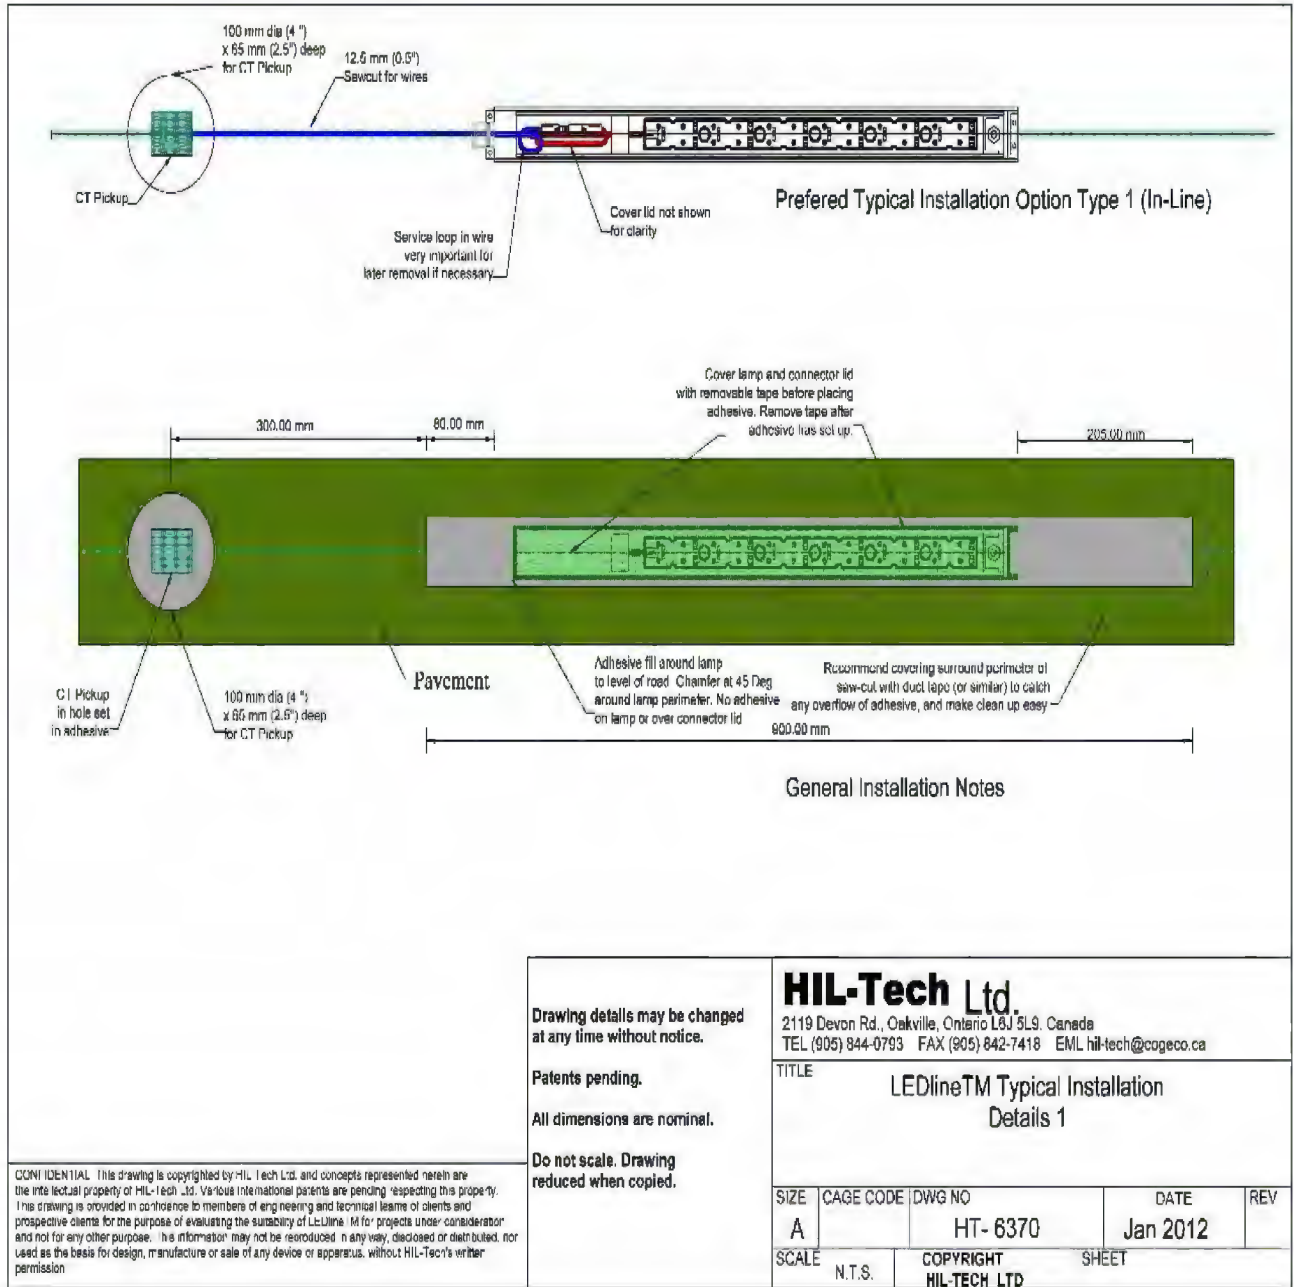 100 mm dia (4 ")
x 65 mm (2.5") deep
for CT Pickup
12.5 mm (0.5")
Sawcut for wires
CT Pickup
Cover lid not shown
for clarity
Service loop in wire
very important for
later removal if necessary
Prefered Typical Installation Option Type 1 (In-Line)
Cover lamp and connector lid
with removable tape before placing
adhesive. Remove tape after
adhesive has set up.
300.00 mm
80.00 mm
205.00 mm
CT Pickup
in hole set
in adhesive
100 mm dia (4 ")
x 65 mm (2.5") deep
for CT Pickup
Pavement
Adhesive fill around lamp
to level of road Chamfer at 45 Deg
around lamp perimeter. No adhesive
on lamp or over connector lid
Recommend covering surround perimeter of
saw-cut with duct tape (or similar) to catch
any overflow of adhesive, and make clean up easy
900.00 mm
General Installation Notes
Drawing details may be changed
at any time without notice.
Patents pending.
All dimensions are nominal.
Do not scale. Drawing
reduced when copied.
HIL-Tech Ltd.
2119 Devon Rd., Oakville, Ontario L6J 5L9. Canada
TEL (905) 844-0793 FAX (905) 842-7418 EML hil-tech@cogeco.ca
TITLE
LEDlineTM Typical Installation
Details 1
SIZE
A
CAGE CODE
DWG NO
HT- 6370
DATE
Jan 2012
REV
SCALE
N.T.S.
COPYRIGHT
HIL-TECH LTD
SHEET
CONFIDENTIAL This drawing is copyrighted by HIL Tech Ltd. and concepts represented herein are
the intellectual property of HIL-Tech Ltd. Various international patents are pending respecting this property.
This drawing is provided in confidence to members of engineering and technical teams of clients and
prospective clients for the purpose of evaluating the suitability of LEDline TM for projects under consideration
and not for any other purpose. This information may not be reproduced in any way, disclosed or distributed, nor
used as the basis for design, manufacture or sale of any device or apparatus, without HIL-Tech's written
permission